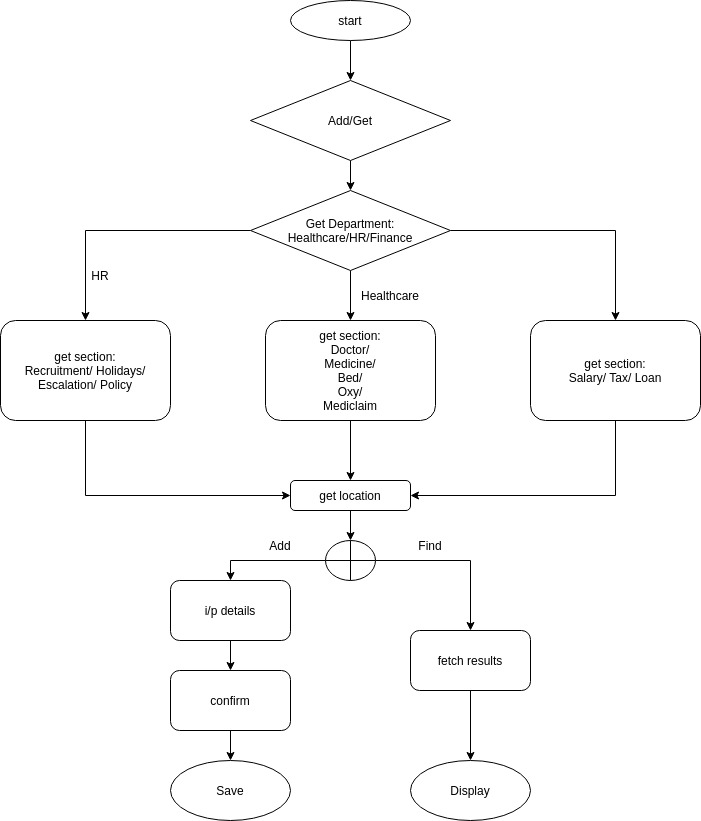 start
Add/Get
Get Department:
Healthcare/HR/Finance
HR
Healthcare
get section:
Recruitment/ Holidays/
Escalation/ Policy
get section:
Doctor/
Medicine/
Bed/
Oxy/
Mediclaim
get section:
Salary/ Tax/ Loan
get location
Add
Find
i/p details
fetch results
confirm
Save
Display